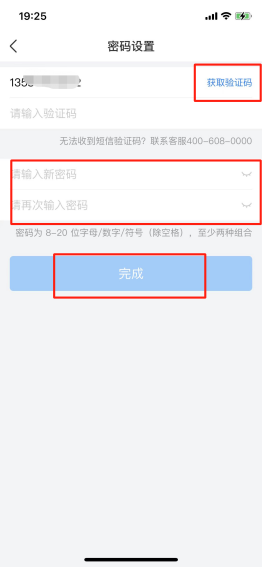 19:25
密码设置
获取验证码
请输入验证码
无法收到短信验证码？联系客服400-608-0000
请输入新密码
请再次输入密码
密码为 8-20 位字母/数字/符号（除空格），至少两种组合
完成